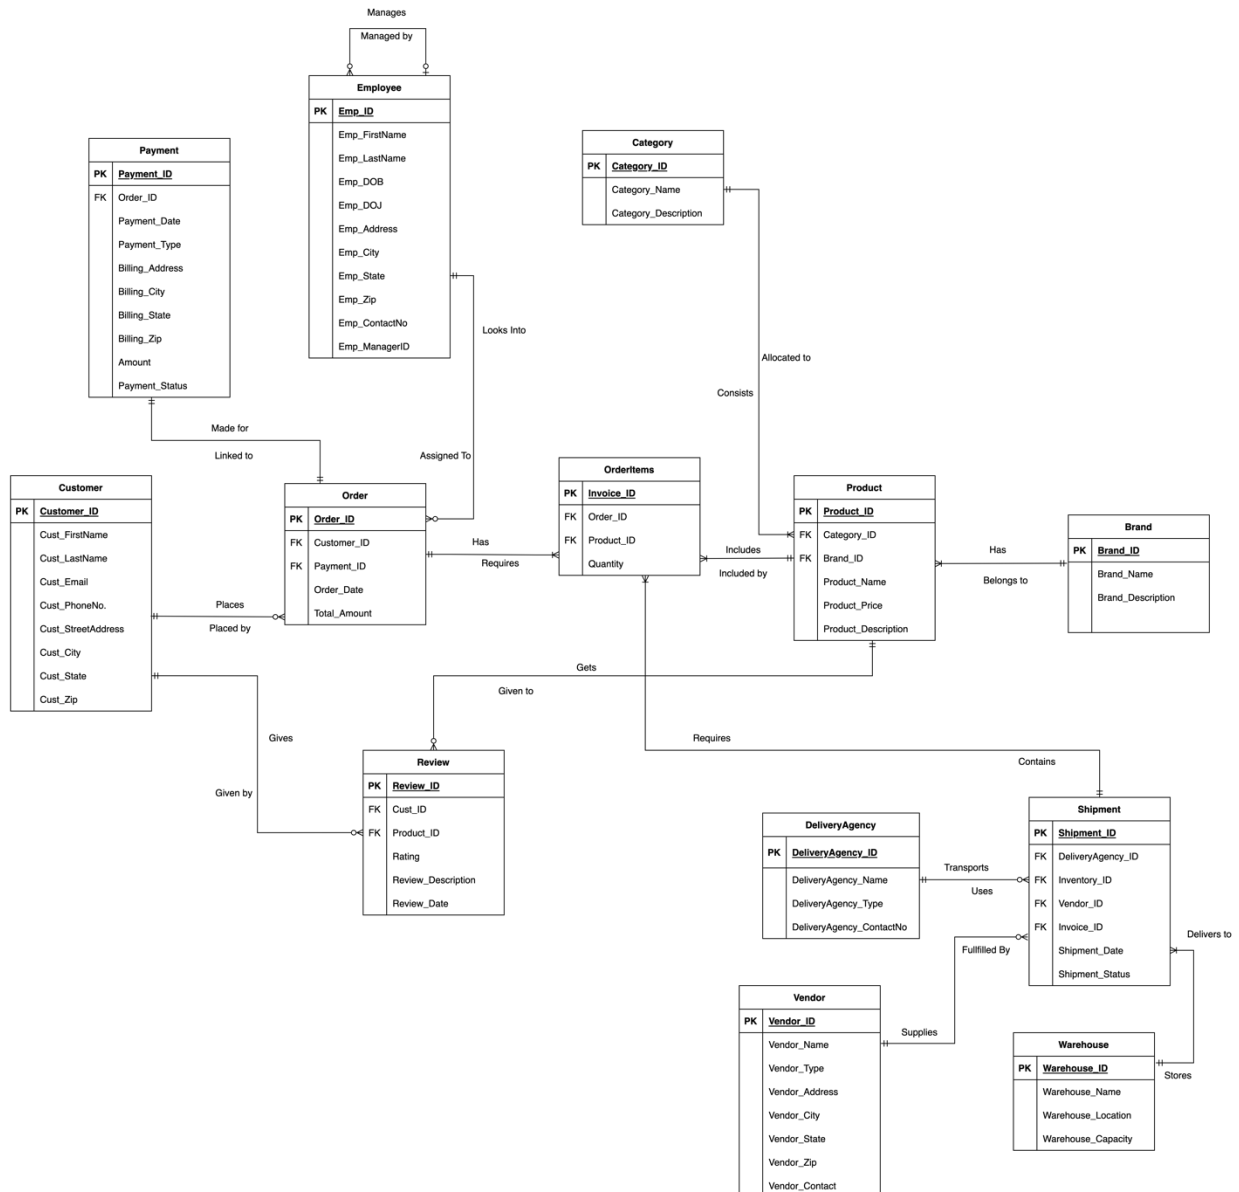 Manages
Managed by
Employee
PK Emp_ID
Emp_FirstName
Emp_LastName
Emp_DOB
Emp_DOJ
Emp_Address
Emp_City
Emp_State
Emp_Zip
Emp_ContactNo
Emp_ManagerID
Payment
PK Payment_ID
FK Order_ID
Payment_Date
Payment_Type
Billing_Address
Billing_City
Billing_State
Billing_Zip
Amount
Payment_Status
Category
PK Category_ID
Category_Name
Category_Description
Looks Into
Allocated to
Consists
Made for
Linked to
Assigned To
Customer
PK Customer_ID
Cust_FirstName
Cust_LastName
Cust_Email
Cust_PhoneNo.
Cust_StreetAddress
Cust_City
Cust_State
Cust_Zip
Order
PK Order_ID
FK Customer_ID
FK Payment_ID
Order_Date
Total_Amount
Places
Placed by
Has
Requires
OrderItems
PK Invoice_ID
FK Order_ID
FK Product_ID
Quantity
Includes
Included by
Product
PK Product_ID
FK Category_ID
FK Brand_ID
Product_Name
Product_Price
Product_Description
Has
Belongs to
Brand
PK Brand_ID
Brand_Name
Brand_Description
Gets
Given to
Gives
Given by
Review
PK Review_ID
FK Cust_ID
FK Product_ID
Rating
Review_Description
Review_Date
Requires
Contains
DeliveryAgency
PK DeliveryAgency_ID
DeliveryAgency_Name
DeliveryAgency_Type
DeliveryAgency_ContactNo
Transports
Uses
Shipment
PK Shipment_ID
FK DeliveryAgency_ID
FK Inventory_ID
FK Vendor_ID
FK Invoice_ID
Shipment_Date
Shipment_Status
Fullfilled By
Delivers to
Vendor
PK Vendor_ID
Vendor_Name
Vendor_Type
Vendor_Address
Vendor_City
Vendor_State
Vendor_Zip
Vendor_Contact
Supplies
Warehouse
PK Warehouse_ID
Warehouse_Name
Warehouse_Location
Warehouse_Capacity
Stores